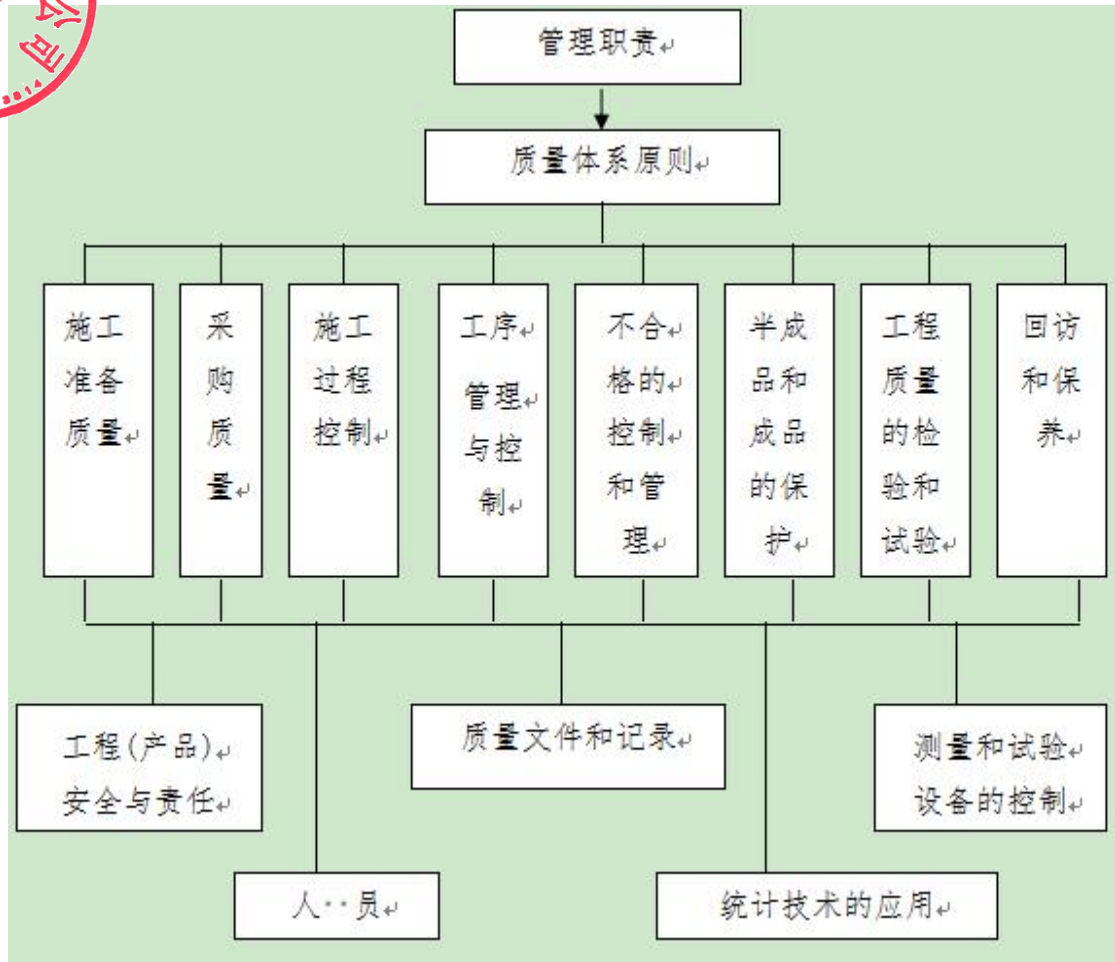 公司
3814
管理职责
质量体系原则
施工
准备
质量
采
购
质
量
施工
过程
控制
工序
管理
与控
制
不合
格的
控制
和管
理
半成
品和
成品
的保
护
工程
质量
的检
验和
试验
回访
和保
养
工程(产品)
安全与责任
质量文件和记录
测量和试验
设备的控制
人··员
统计技术的应用